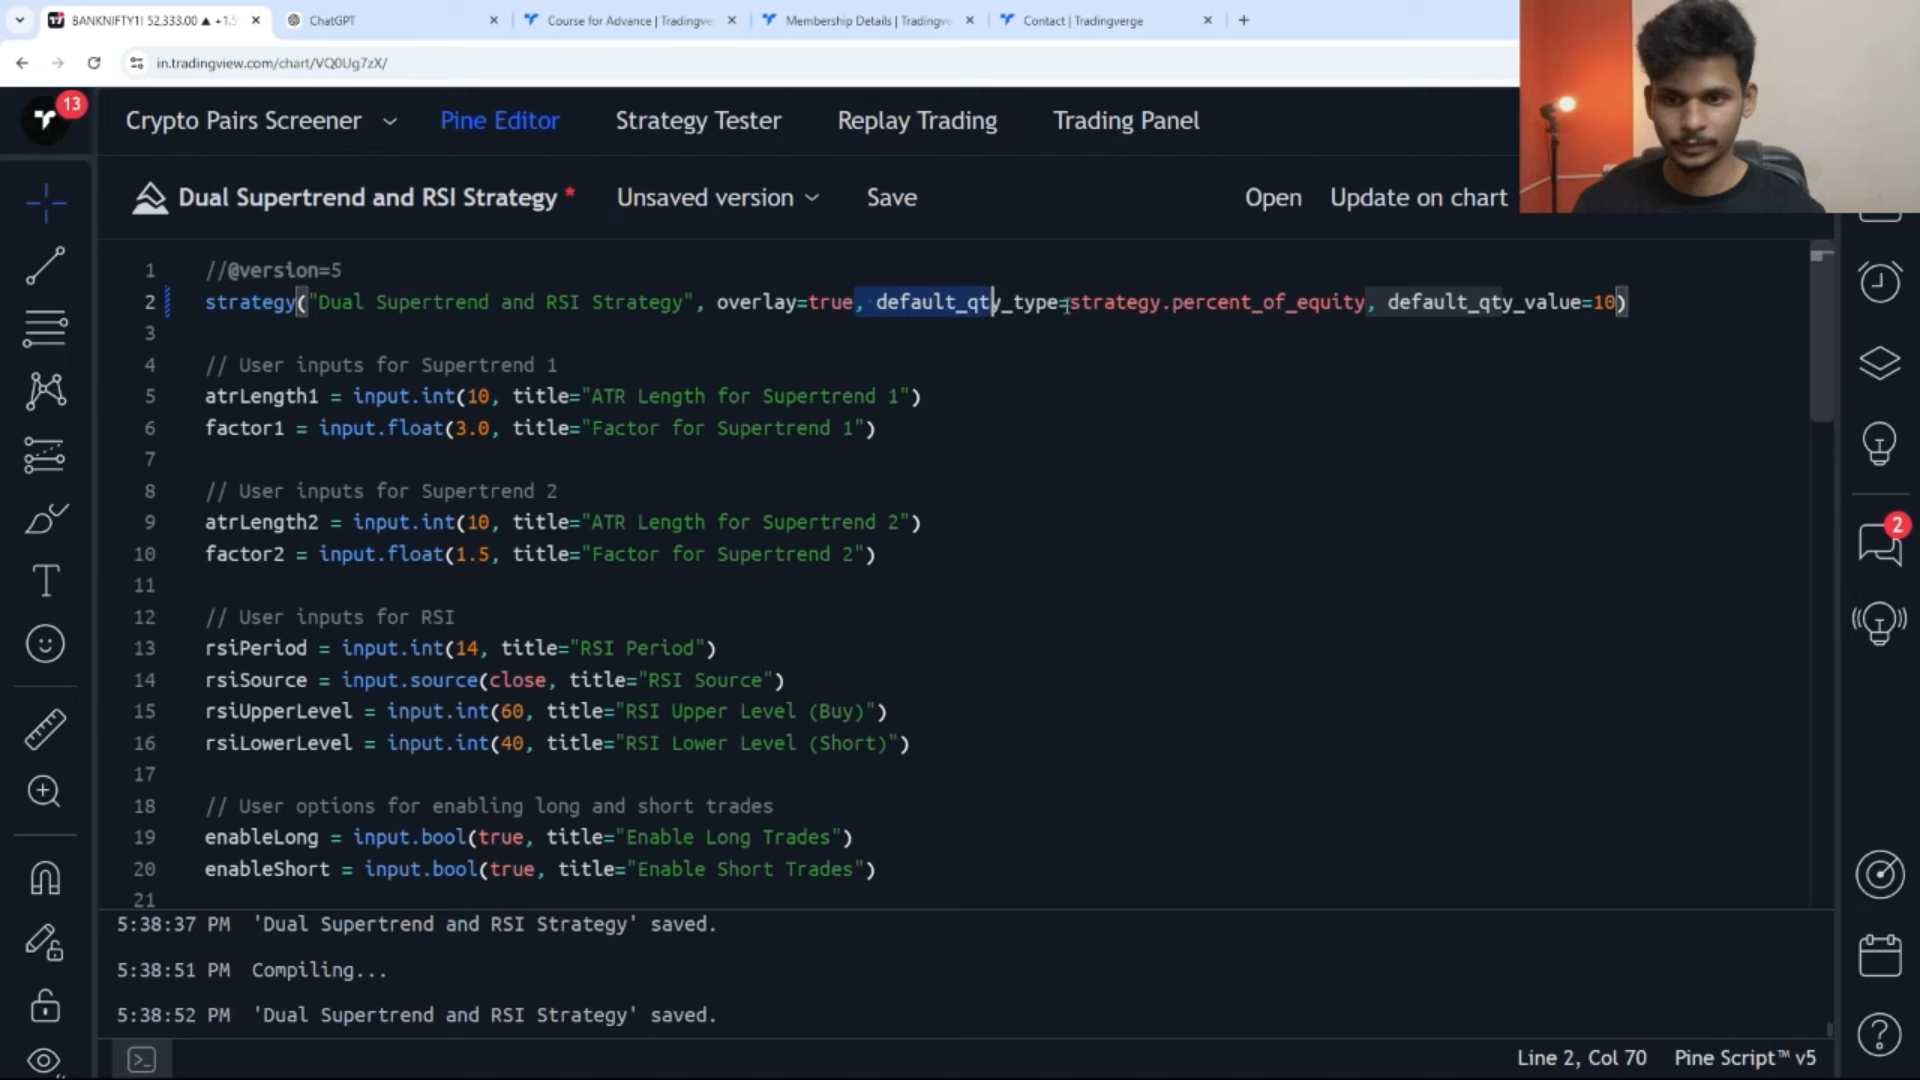 BANKNIFTY1! 52,333.00 ▲ +1.5
ChatGPT
Course for Advance | Tradingve
Membership Details | Tradingve
Contact | Tradingverge
in.tradingview.com/chart/VQ0Ug7zX/
13
Crypto Pairs Screener
Pine Editor
Strategy Tester
Replay Trading
Trading Panel
Dual Supertrend and RSI Strategy *
Unsaved version
Save
Open
Update on chart
1 //@version=5
2 strategy("Dual Supertrend and RSI Strategy", overlay=true, default_qty_type=strategy.percent_of_equity, default_qty_value=10)
3
4 // User inputs for Supertrend 1
5 atrLength1 = input.int(10, title="ATR Length for Supertrend 1")
6 factor1 = input.float(3.0, title="Factor for Supertrend 1")
7
8 // User inputs for Supertrend 2
9 atrLength2 = input.int(10, title="ATR Length for Supertrend 2")
10 factor2 = input.float(1.5, title="Factor for Supertrend 2")
11
12 // User inputs for RSI
13 rsiPeriod = input.int(14, title="RSI Period")
14 rsiSource = input.source(close, title="RSI Source")
15 rsiUpperLevel = input.int(60, title="RSI Upper Level (Buy)")
16 rsiLowerLevel = input.int(40, title="RSI Lower Level (Short)")
17
18 // User options for enabling long and short trades
19 enableLong = input.bool(true, title="Enable Long Trades")
20 enableShort = input.bool(true, title="Enable Short Trades")
21
2
5:38:37 PM 'Dual Supertrend and RSI Strategy' saved.
5:38:51 PM Compiling...
5:38:52 PM 'Dual Supertrend and RSI Strategy' saved.
Line 2, Col 70
Pine Script™ v5